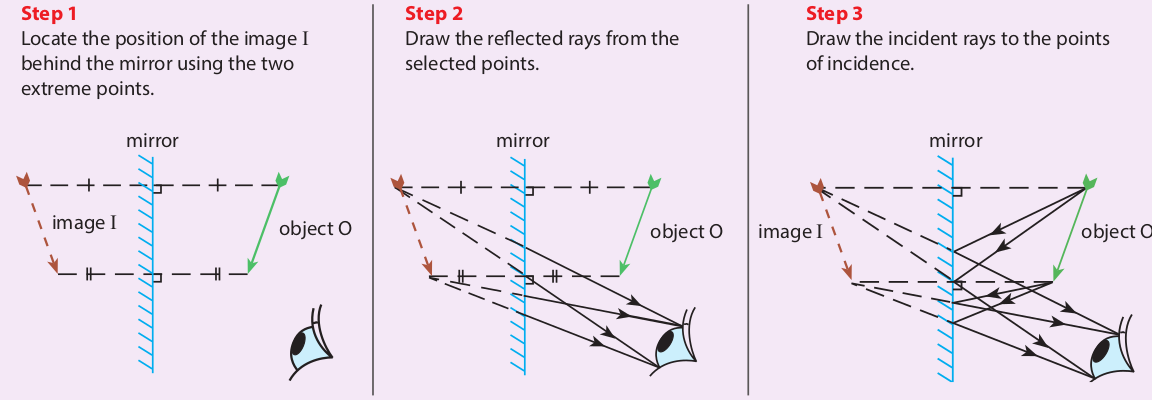 Step 1
Locate the position of the image I
behind the mirror using the two
extreme points.
mirror
image I
object O
Step 2
Draw the reflected rays from the
selected points.
mirror
object O
Step 3
Draw the incident rays to the points
of incidence.
mirror
image I
object O